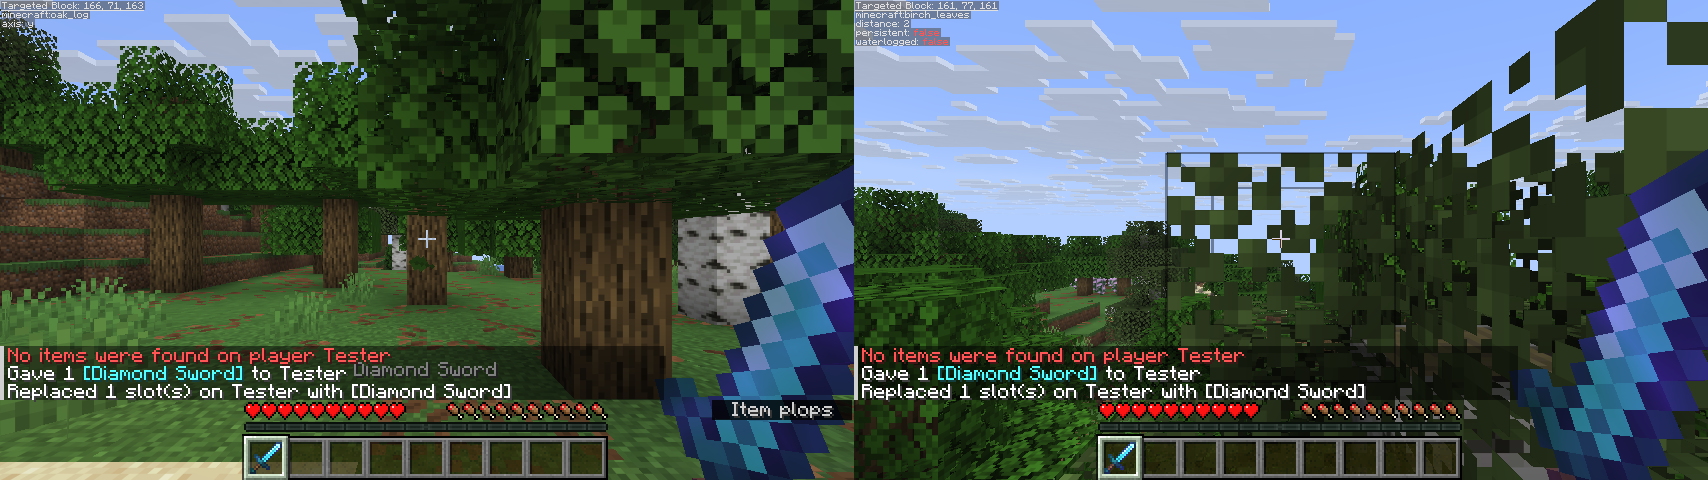 Targeted Block: 166, 71, 163
minecraft:oak_log
axis: y
No items were found on player Tester
Gave 1 [Diamond Sword] to Tester
Diamond Sword
Replaced 1 slot(s) on Tester with [Diamond Sword]
Item plops
Targeted Block: 161, 77, 161
minecraft:birch_leaves
distance: 2
persistent: false
waterlogged: false
No items were found on player Tester
Gave 1 [Diamond Sword] to Tester
Replaced 1 slot(s) on Tester with [Diamond Sword]